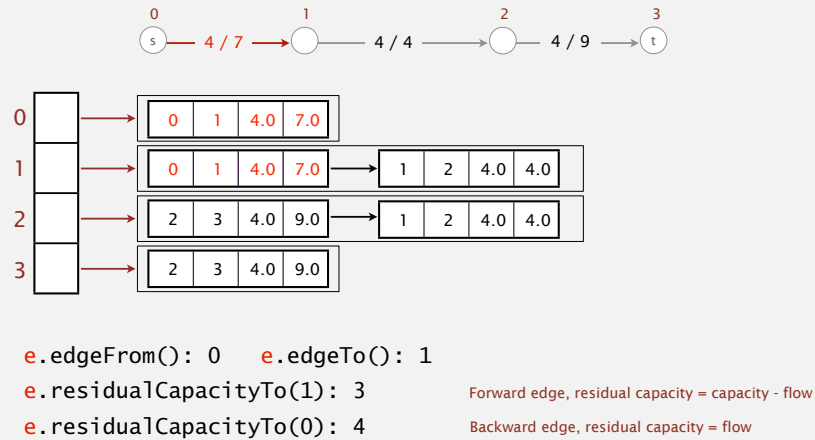 0 1 2 3
s 4 / 7 4 / 4 4 / 9 t
0 0 1 4.0 7.0
1 0 1 4.0 7.0 1 2 4.0 4.0
2 2 3 4.0 9.0 1 2 4.0 4.0
3 2 3 4.0 9.0
e.edgeFrom(): 0 e.edgeTo(): 1
e.residualCapacityTo(1): 3 Forward edge, residual capacity = capacity - flow
e.residualCapacityTo(0): 4 Backward edge, residual capacity = flow